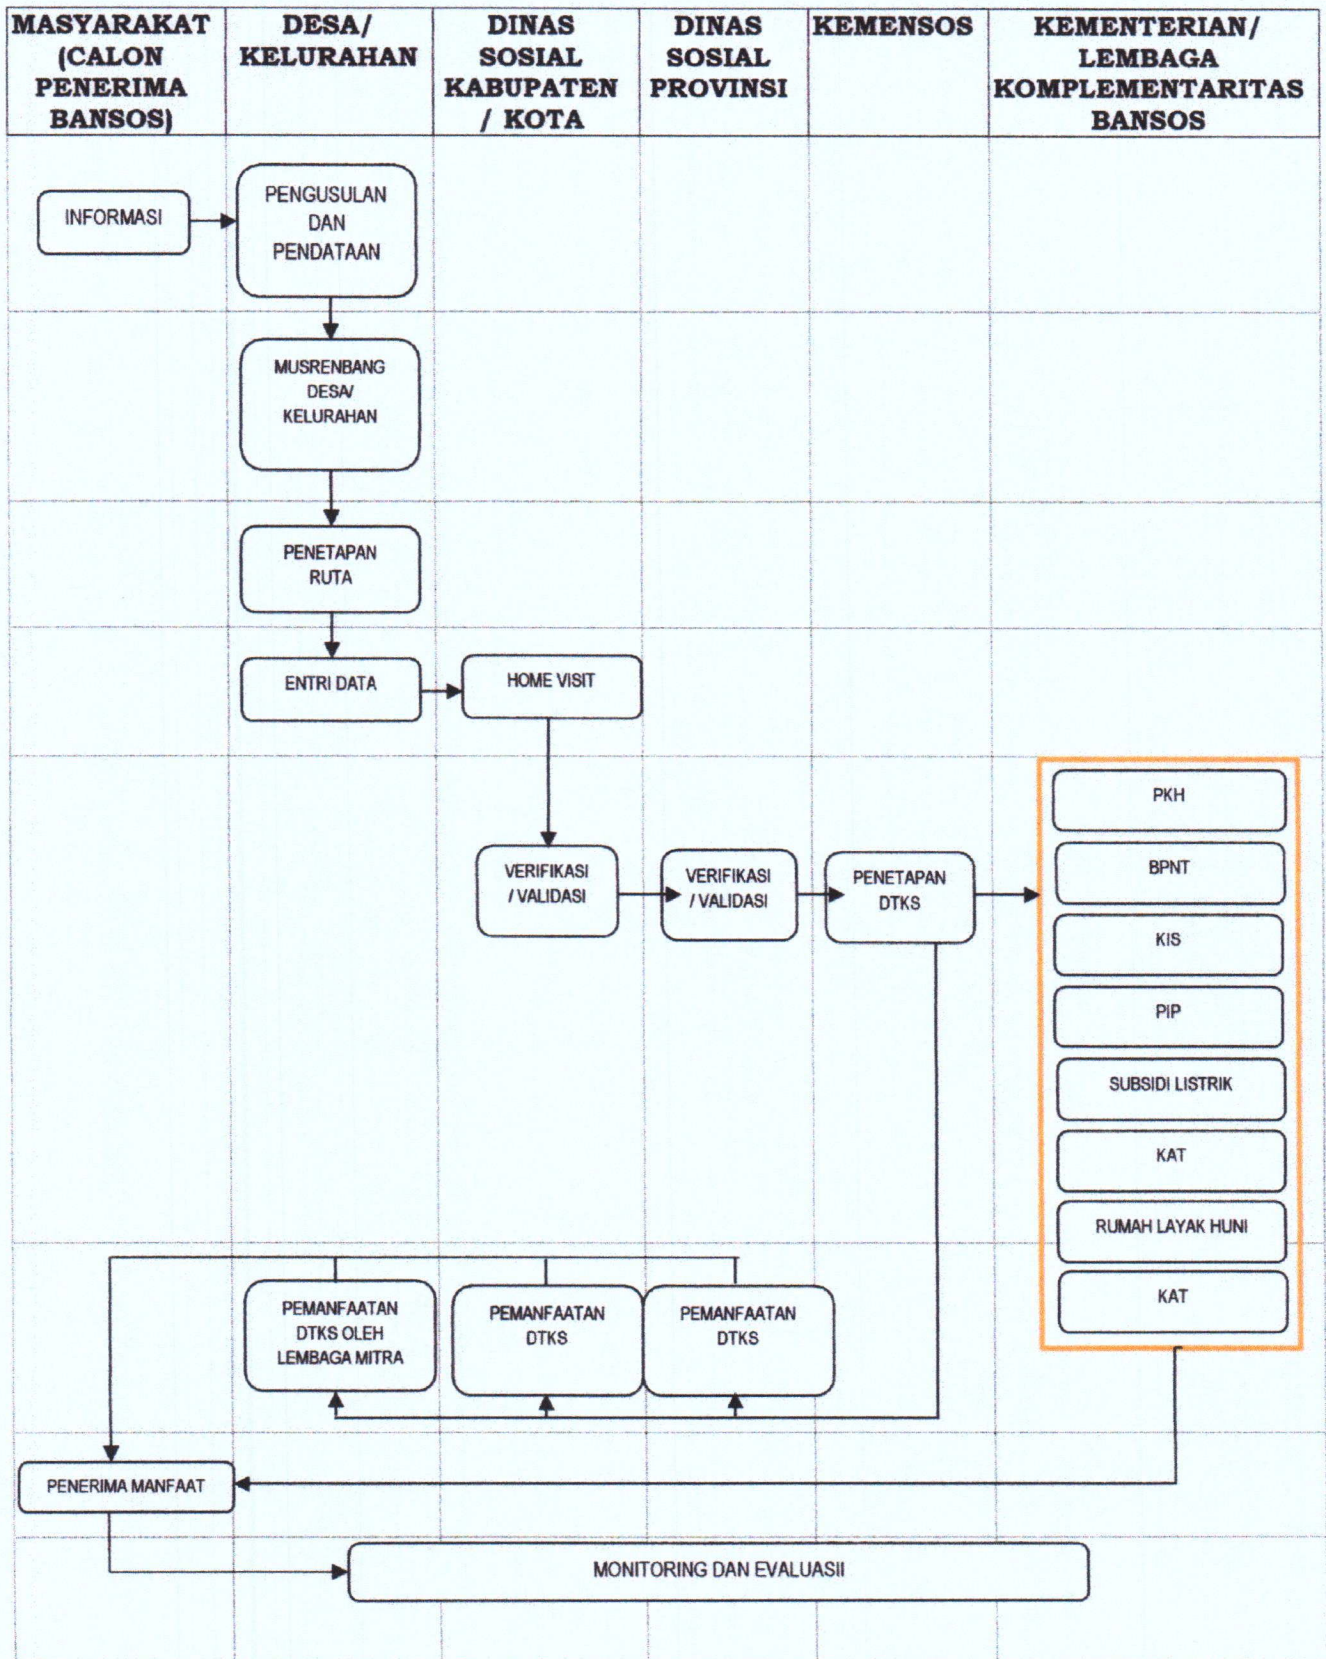 MASYARAKAT
(CALON
PENERIMA
BANSOS)
DESA/
KELURAHAN
DINAS
SOSIAL
KABUPATEN
/ KOTA
DINAS
SOSIAL
PROVINSI
KEMENSOS
KEMENTERIAN/
LEMBAGA
KOMPLEMENTARITAS
BANSOS
INFORMASI
PENGUSULAN
DAN
PENDATAAN
MUSRENBANG
DESA/
KELURAHAN
PENETAPAN
RUTA
ENTRI DATA
HOME VISIT
VERIFIKASI
/ VALIDASI
VERIFIKASI
/ VALIDASI
PENETAPAN
DTKS
PKH
BPNT
KIS
PIP
SUBSIDI LISTRIK
KAT
RUMAH LAYAK HUNI
KAT
PEMANFAATAN
DTKS OLEH
LEMBAGA MITRA
PEMANFAATAN
DTKS
PEMANFAATAN
DTKS
PENERIMA MANFAAT
MONITORING DAN EVALUASII